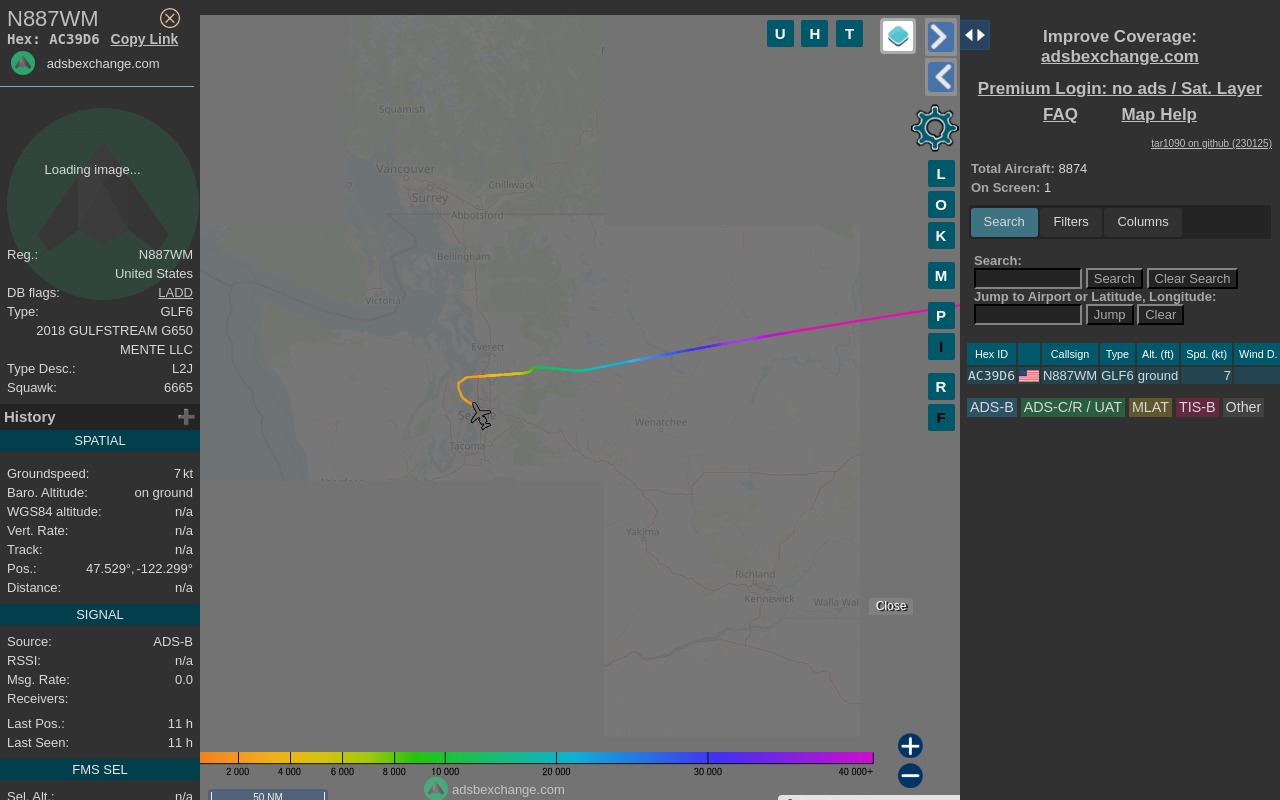 N887WM
Hex: AC39D6 Copy Link
adsbexchange.com
Loading image...
Reg.: N887WM
United States
DB flags: LADD
Type: GLF6
2018 GULFSTREAM G650
MENTE LLC
Type Desc.: L2J
Squawk: 6665
History
SPATIAL
Groundspeed: 7 kt
Baro. Altitude: on ground
WGS84 altitude: n/a
Vert. Rate: n/a
Track: n/a
Pos.: 47.529°, -122.299°
Distance: n/a
SIGNAL
Source: ADS-B
RSSI: n/a
Msg. Rate: 0.0
Receivers:
Last Pos.: 11 h
Last Seen: 11 h
FMS SEL
Sel. Alt.: n/a
U H T
L
O
K
M
P
I
R
F
Squamish
Vancouver
Surrey
Chilliwack
Abbotsford
Bellingham
Victoria
Everett
Wenatchee
Tacoma
Yakima
Richland
Kennewick
Walla Wal
Close
2 000 4 000 6 000 8 000 10 000 20 000 30 000 40 000+
adsbexchange.com
50 NM
Improve Coverage:
adsbexchange.com
Premium Login: no ads / Sat. Layer
FAQ Map Help
tar1090 on github (230125)
Total Aircraft: 8874
On Screen: 1
Search Filters Columns
Search:
Search Clear Search
Jump to Airport or Latitude, Longitude:
Jump Clear
Hex ID Callsign Type Alt. (ft) Spd. (kt) Wind D.
AC39D6 N887WM GLF6 ground 7
ADS-B ADS-C/R / UAT MLAT TIS-B Other